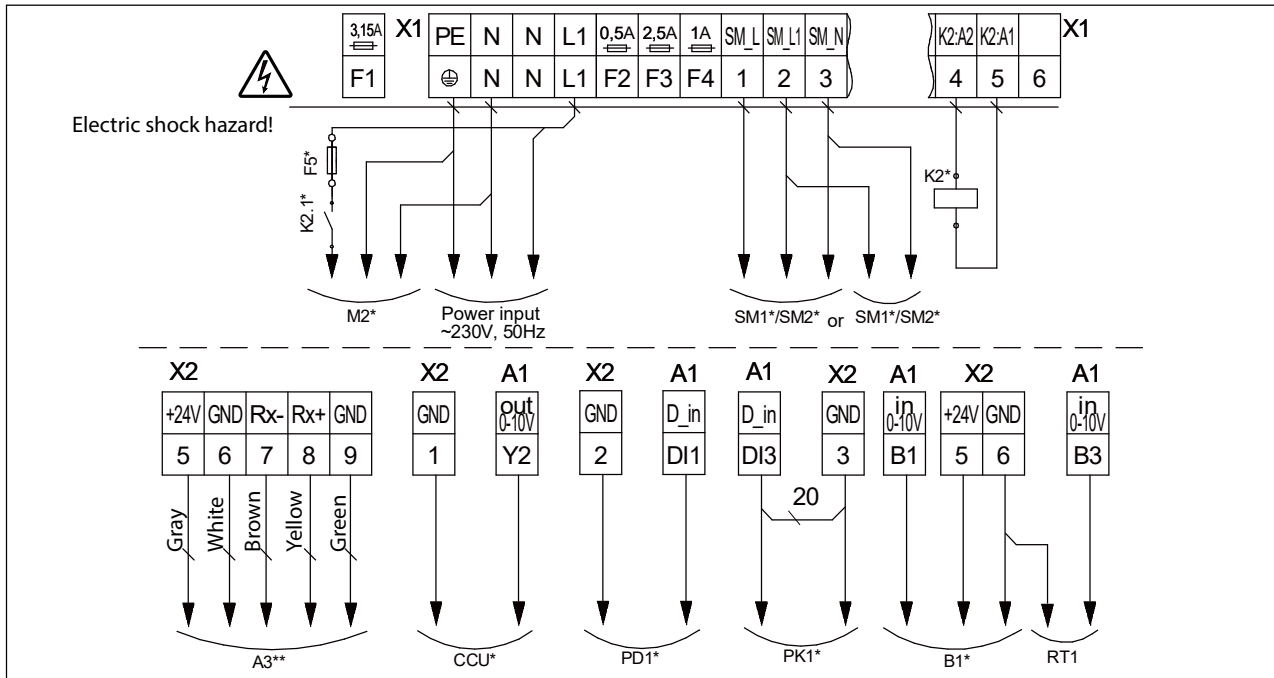 3,15A X1 PE N N L1 0,5A 2,5A 1A SM_L SM_L1 SM_N K2:A2 K2:A1 X1
F1 N N L1 F2 F3 F4 1 2 3 4 5 6
Electric shock hazard!
F5*
K2.1*
K2*
M2*
Power input
~230V, 50Hz
SM1*/SM2* or SM1*/SM2*
X2 X2 A1 X2 A1 A1 X2 A1 X2 A1
+24V GND Rx- Rx+ GND GND out GND D_in D_in GND in +24V GND in
0-10V 0-10V 0-10V
5 6 7 8 9 1 Y2 2 DI1 DI3 3 B1 5 6 B3
20
Gray White Brown Yellow Green
A3** CCU* PD1* PK1* B1* RT1